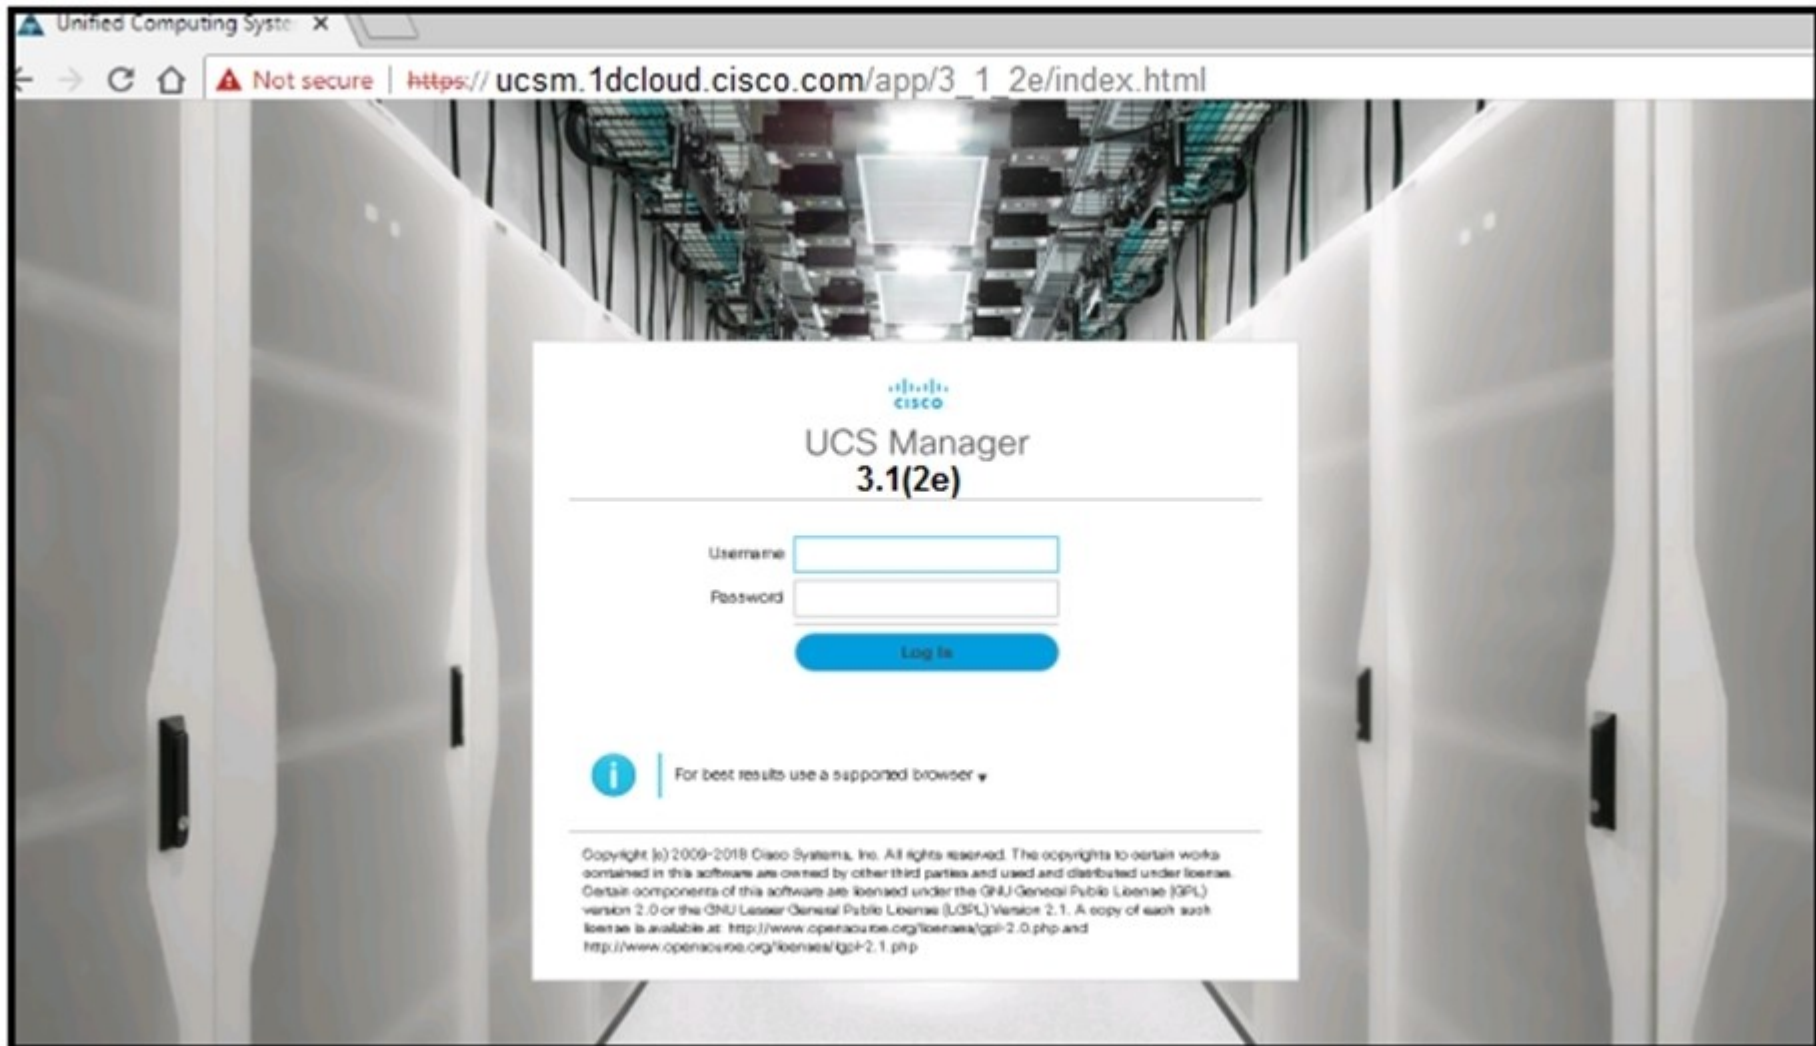 Unified Computing Syste
Not secure | https://ucsm.1dcloud.cisco.com/app/3_1_2e/index.html
CISCO
UCS Manager
3.1(2e)
Username
Password
Log In
For best results use a supported browser
Copyright (c) 2009-2018 Cisco Systems, Inc. All rights reserved. The copyrights to certain works
contained in this software are owned by other third parties and used and distributed under license.
Certain components of this software are licensed under the GNU General Public License (GPL)
version 2.0 or the GNU Lesser General Public License (LGPL) Version 2.1. A copy of each such
license is available at: http://www.opensource.org/licenses/gpl-2.0.php and
http://www.opensource.org/licenses/lgpl-2.1.php